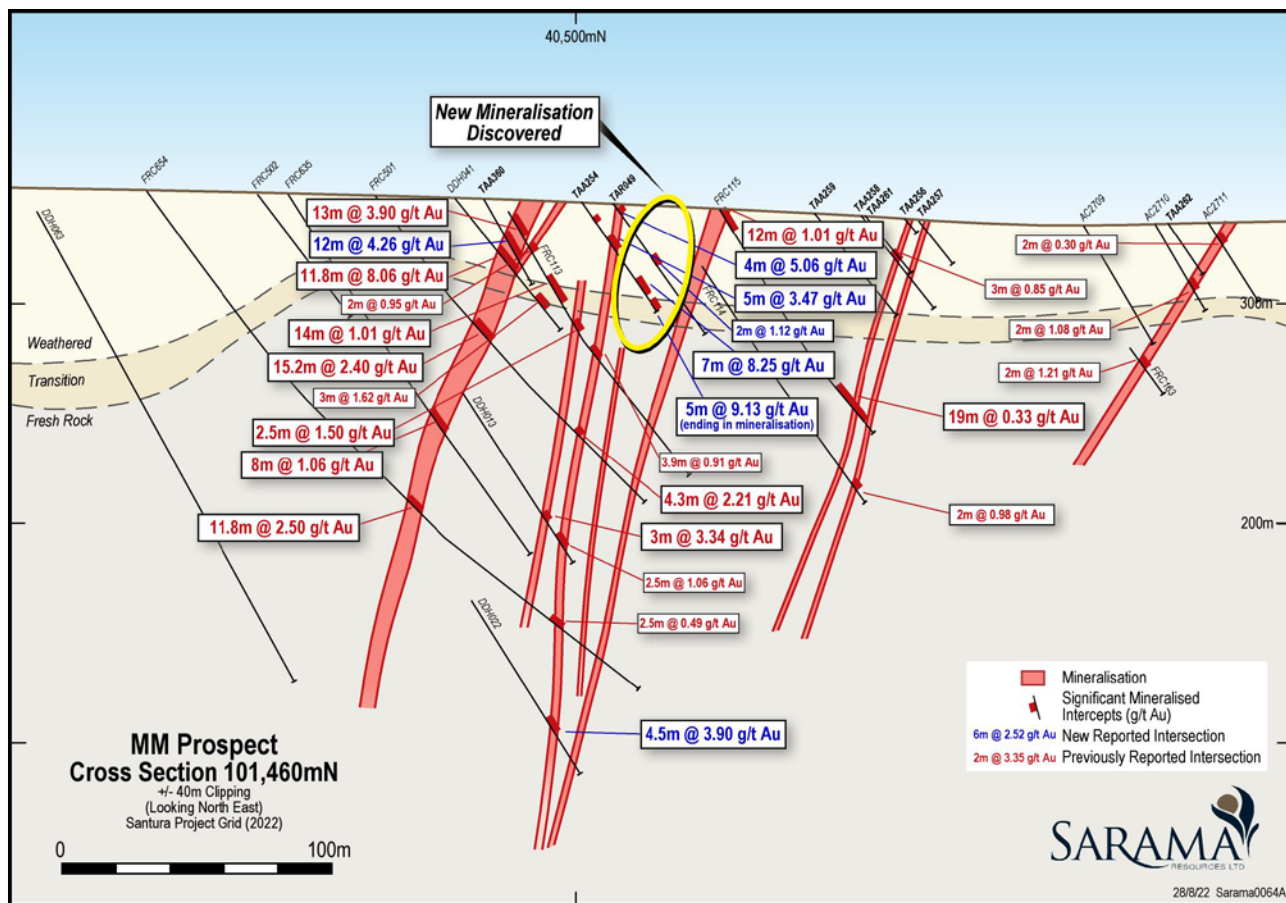 40,500mN
New Mineralisation
Discovered
FRC654
FRC502
FRC635
FRC501
DDH041
TAA360
TAA254
TAR049
FRC115
TAA259
TAA258
TAA261
TAA256
TAA257
AC2709
AC2710
TAA262
AC2711
DDH063
FRC113
FRC114
FRC163
DDH013
DDH022
13m @ 3.90 g/t Au
12m @ 4.26 g/t Au
11.8m @ 8.06 g/t Au
2m @ 0.95 g/t Au
14m @ 1.01 g/t Au
15.2m @ 2.40 g/t Au
3m @ 1.62 g/t Au
2.5m @ 1.50 g/t Au
8m @ 1.06 g/t Au
11.8m @ 2.50 g/t Au
12m @ 1.01 g/t Au
4m @ 5.06 g/t Au
5m @ 3.47 g/t Au
2m @ 1.12 g/t Au
7m @ 8.25 g/t Au
5m @ 9.13 g/t Au
(ending in mineralisation)
3.9m @ 0.91 g/t Au
4.3m @ 2.21 g/t Au
3m @ 3.34 g/t Au
2.5m @ 1.06 g/t Au
2.5m @ 0.49 g/t Au
4.5m @ 3.90 g/t Au
3m @ 0.85 g/t Au
19m @ 0.33 g/t Au
2m @ 0.98 g/t Au
2m @ 0.30 g/t Au
2m @ 1.08 g/t Au
2m @ 1.21 g/t Au
300m
200m
Weathered
Transition
Fresh Rock
MM Prospect
Cross Section 101,460mN
+/- 40m Clipping
(Looking North East)
Santura Project Grid (2022)
0 100m
Mineralisation
Significant Mineralised
Intercepts (g/t Au)
6m @ 2.52 g/t Au New Reported Intersection
2m @ 3.35 g/t Au Previously Reported Intersection
SARAMA
RESOURCES LTD
28/8/22 Sarama0064A